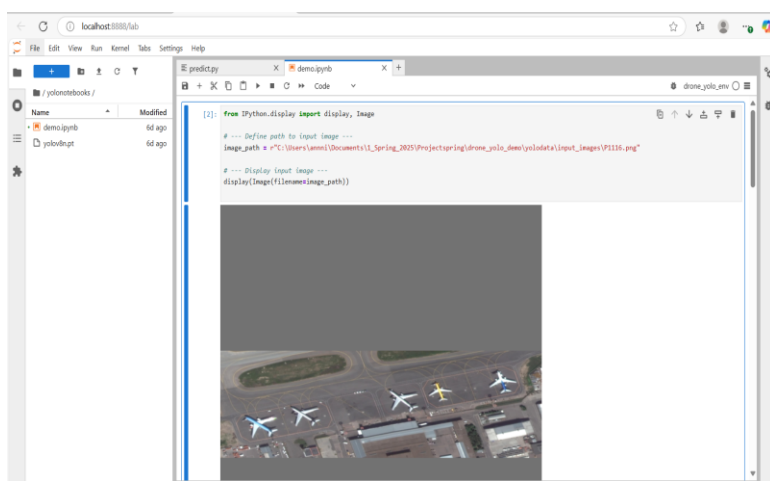 localhost:8888/lab
File Edit View Run Kernel Tabs Settings Help
predict.py
demo.ipynb
/ yolonotebooks /
Code
drone_yolo_env
Name Modified
demo.ipynb 6d ago
yolov8n.pt 6d ago
[2]: from IPython.display import display, Image
# --- Define path to input image ---
image_path = r"C:\Users\amni\Documents\1_Spring_2025\Projectspring\drone_yolo_demo\yolodata\input_images\P1116.png"
# --- Display input image ---
display(Image(filename=image_path))